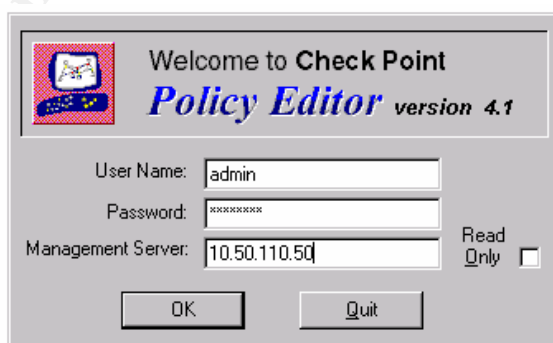 Welcome to Check Point
Policy Editor version 4.1
User Name: admin
Password: ********
Management Server: 10.50.110.50
Read Only
OK Quit